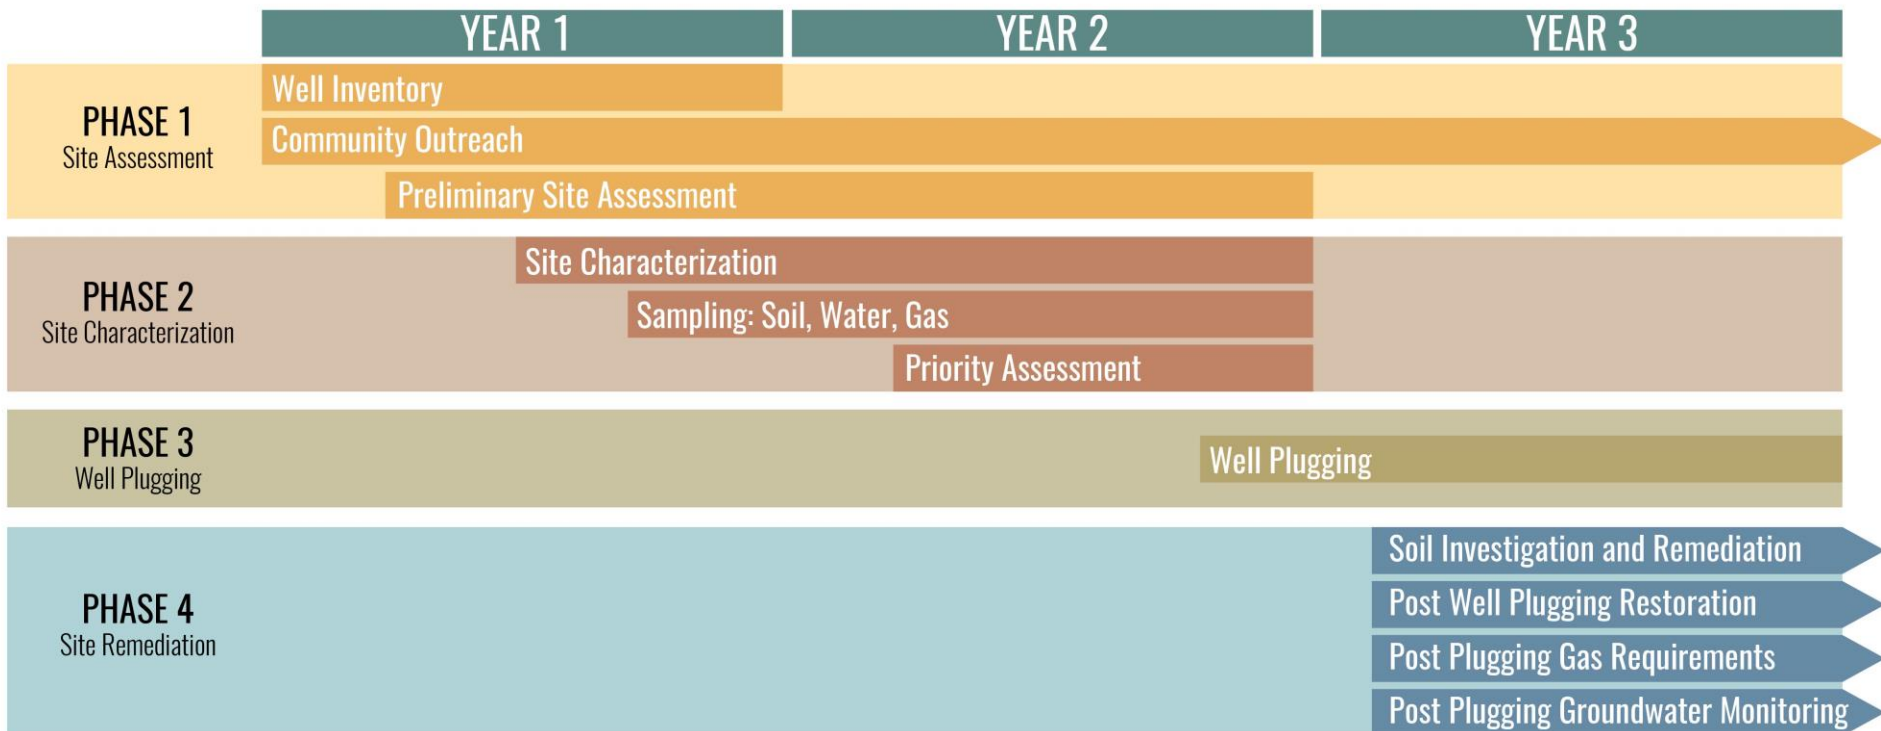 YEAR 1
YEAR 2
YEAR 3
PHASE 1
Site Assessment
Well Inventory
Community Outreach
Preliminary Site Assessment
PHASE 2
Site Characterization
Site Characterization
Sampling: Soil, Water, Gas
Priority Assessment
PHASE 3
Well Plugging
Well Plugging
PHASE 4
Site Remediation
Soil Investigation and Remediation
Post Well Plugging Restoration
Post Plugging Gas Requirements
Post Plugging Groundwater Monitoring